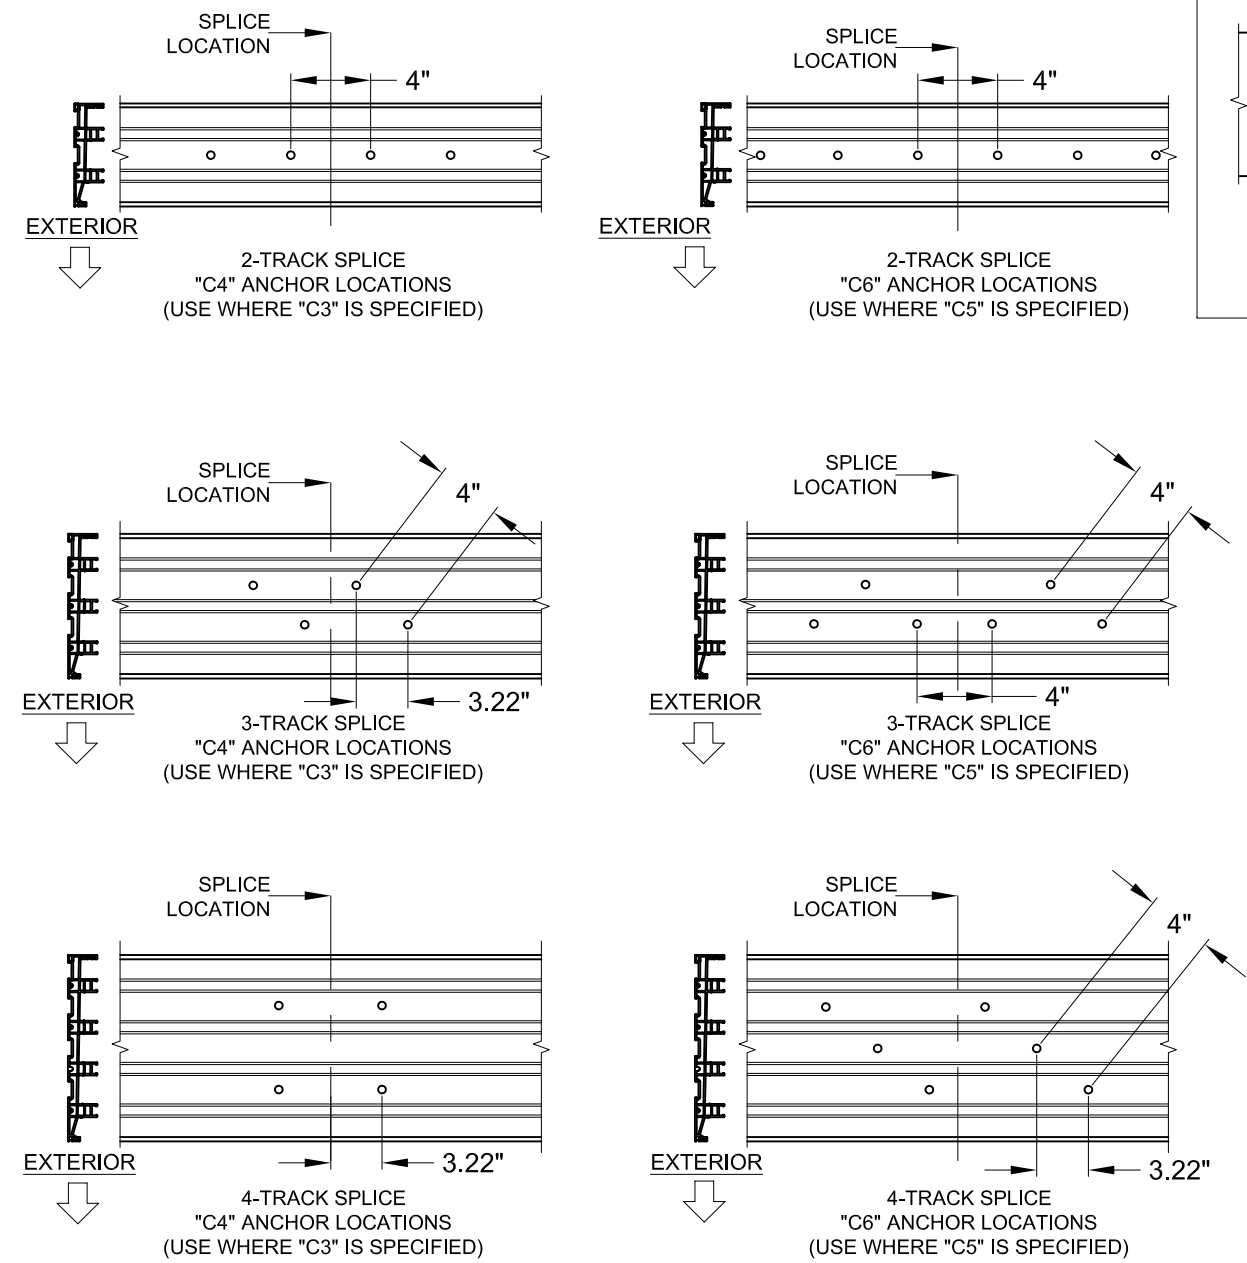 SPLICE
LOCATION
4"
EXTERIOR
2-TRACK SPLICE
"C4" ANCHOR LOCATIONS
(USE WHERE "C3" IS SPECIFIED)
SPLICE
LOCATION
4"
EXTERIOR
2-TRACK SPLICE
"C6" ANCHOR LOCATIONS
(USE WHERE "C5" IS SPECIFIED)
SPLICE
LOCATION
4"
EXTERIOR
3.22"
3-TRACK SPLICE
"C4" ANCHOR LOCATIONS
(USE WHERE "C3" IS SPECIFIED)
SPLICE
LOCATION
4"
EXTERIOR
4"
3-TRACK SPLICE
"C6" ANCHOR LOCATIONS
(USE WHERE "C5" IS SPECIFIED)
SPLICE
LOCATION
EXTERIOR
3.22"
4-TRACK SPLICE
"C4" ANCHOR LOCATIONS
(USE WHERE "C3" IS SPECIFIED)
SPLICE
LOCATION
4"
EXTERIOR
3.22"
4-TRACK SPLICE
"C6" ANCHOR LOCATIONS
(USE WHERE "C5" IS SPECIFIED)